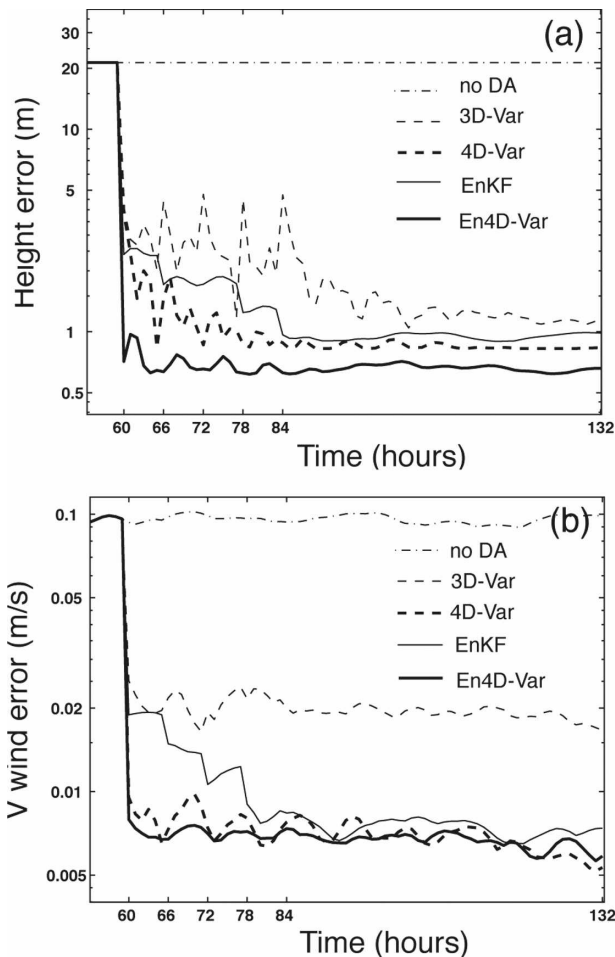 (a)
30
20
10
5
1
0.5
Height error (m)
no DA
3D-Var
4D-Var
EnKF
En4D-Var
60 66 72 78 84 132
Time (hours)
(b)
0.1
0.05
0.02
0.01
0.005
V wind error (m/s)
no DA
3D-Var
4D-Var
EnKF
En4D-Var
60 66 72 78 84 132
Time (hours)